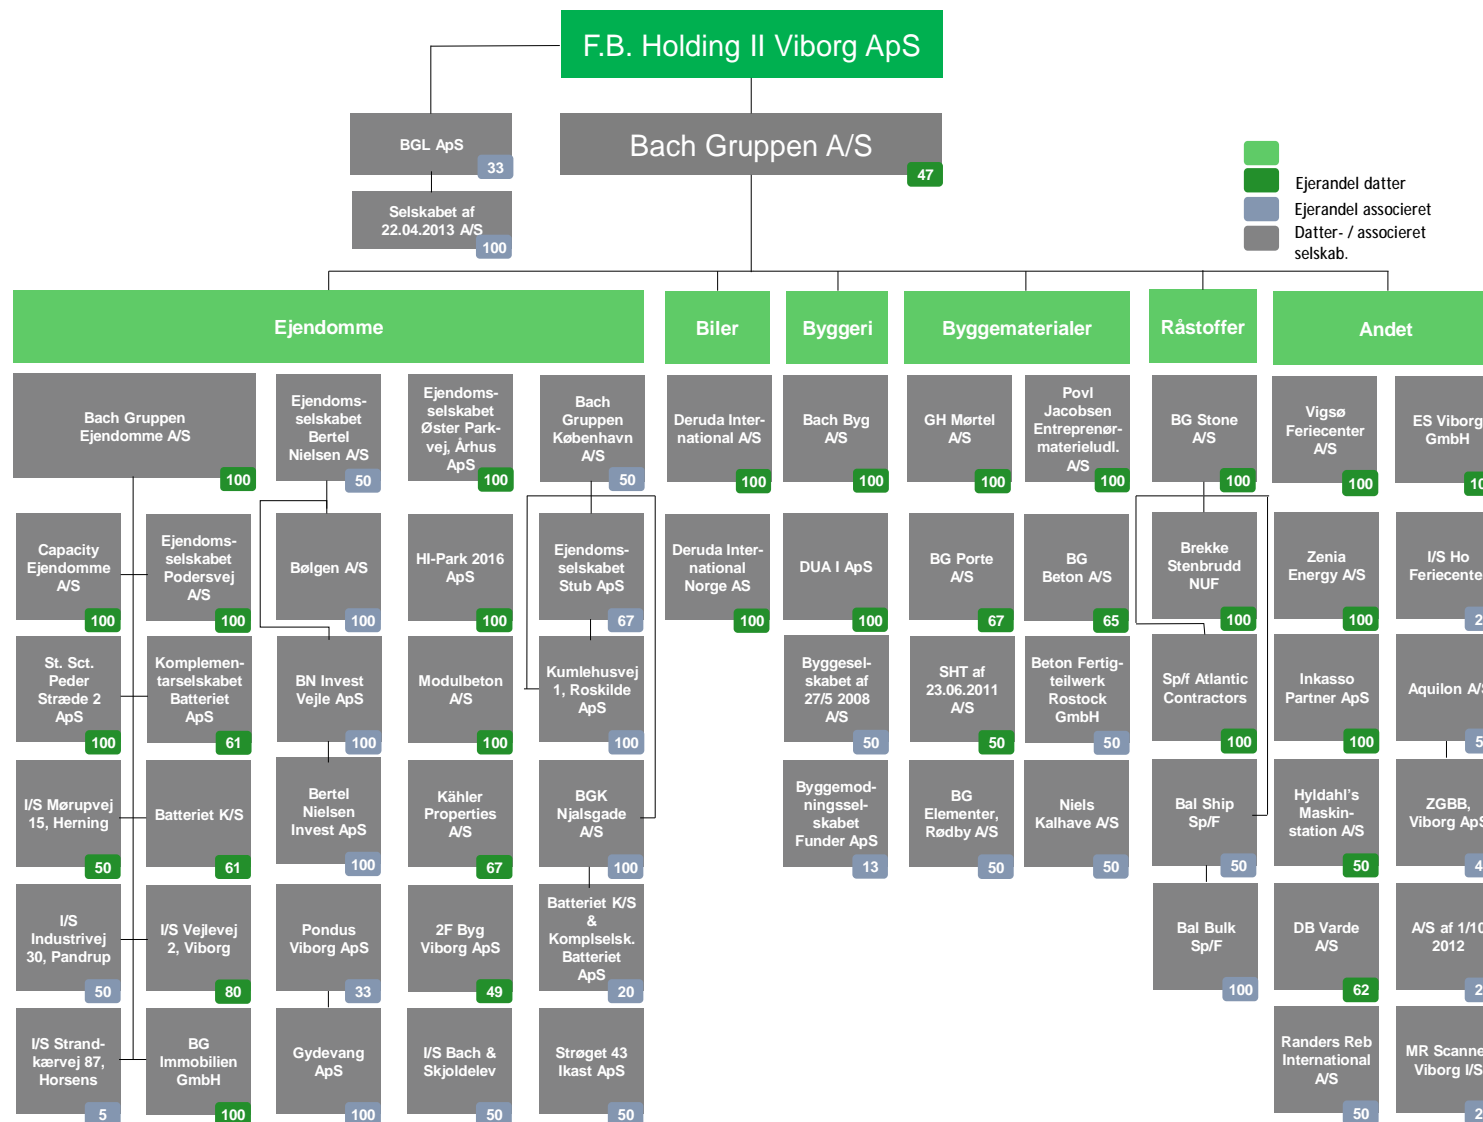 F.B. Holding II Viborg ApS
BGL ApS
33
Bach Gruppen A/S
47
Selskabet af
22.04.2013 A/S
100
Ejerandel datter
Ejerandel associeret
Datter- / associeret
selskab.
Ejendomme
Biler
Byggeri
Byggematerialer
Råstoffer
Andet
Bach Gruppen
Ejendomme A/S
100
Ejendoms-
selskabet
Bertel
Nielsen A/S
50
Ejendoms-
selskabet
Øster Park-
vej, Århus
ApS
100
Bach
Gruppen
København
A/S
50
Deruda Inter-
national A/S
100
Bach Byg
A/S
100
GH Mørtel
A/S
100
Povl
Jacobsen
Entreprenør-
materieludl.
A/S
100
BG Stone
A/S
100
Vigsø
Feriecenter
A/S
100
ES Viborg
GmbH
Capacity
Ejendomme
A/S
100
Ejendoms-
selskabet
Podersvej
A/S
100
Bølgen A/S
100
HI-Park 2016
ApS
100
Ejendoms-
selskabet
Stub ApS
67
Deruda Inter-
national
Norge AS
100
DUA I ApS
100
BG Porte
A/S
67
BG
Beton A/S
65
Brekke
Stenbrudd
NUF
100
Zenia
Energy A/S
100
I/S Ho
Feriecenter
St. Sct.
Peder
Stræde 2
ApS
100
Komplemen-
tarselskabet
Batteriet
ApS
61
BN Invest
Vejle ApS
100
Modulbeton
A/S
100
Kumlehusvej
1, Roskilde
ApS
100
Byggesel-
skabet af
27/5 2008
A/S
50
SHT af
23.06.2011
A/S
50
Beton Fertig-
teilwerk
Rostock
GmbH
50
Sp/f Atlantic
Contractors
100
Inkasso
Partner ApS
100
Aquilon A/S
I/S Mørupvej
15, Herning
50
Batteriet K/S
61
Bertel
Nielsen
Invest ApS
100
Kähler
Properties
A/S
67
BGK
Njalsgade
A/S
100
Byggemod-
ningssel-
skabet
Funder ApS
13
BG
Elementer,
Rødby A/S
50
Niels
Kalhave A/S
50
Bal Ship
Sp/F
50
Hyldahl's
Maskin-
station A/S
50
ZGBB,
Viborg ApS
I/S
Industrivej
30, Pandrup
50
I/S Vejlevej
2, Viborg
80
Pondus
Viborg ApS
33
2F Byg
Viborg ApS
49
Batteriet K/S
&
Komplselsk.
Batteriet
ApS
20
Bal Bulk
Sp/F
100
DB Varde
A/S
62
A/S af 1/10
2012
I/S Strand-
kærvej 87,
Horsens
5
BG
Immobilien
GmbH
100
Gydevang
ApS
100
I/S Bach &
Skjoldelev
50
Strøget 43
Ikast ApS
50
Randers Reb
International
A/S
50
MR Scanner
Viborg I/S